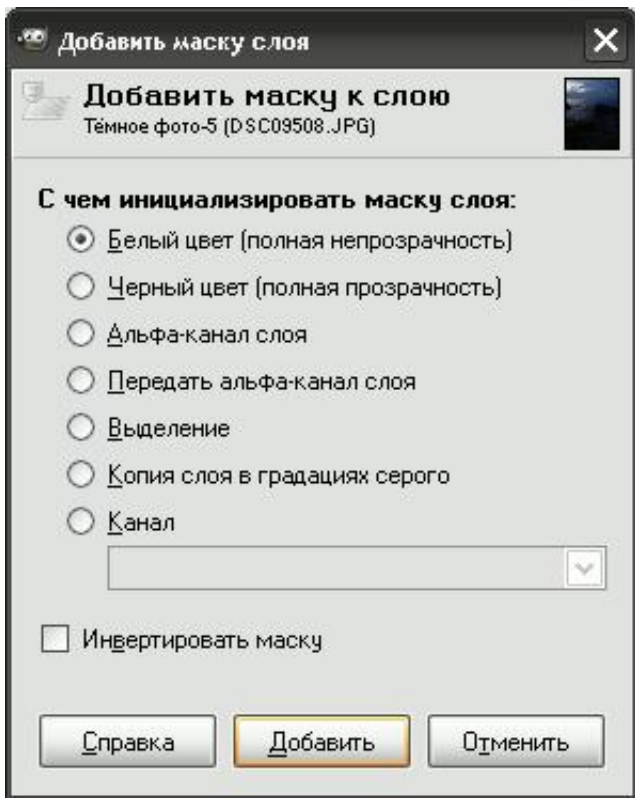 Добавить маску слоя
Добавить маску к слою
Тёмное фото-5 (DSC09508.JPG)
С чем инициализировать маску слоя:
Белый цвет (полная непрозрачность)
Черный цвет (полная прозрачность)
Альфа-канал слоя
Передать альфа-канал слоя
Выделение
Копия слоя в градациях серого
Канал
Инвертировать маску
Справка
Добавить
Отменить